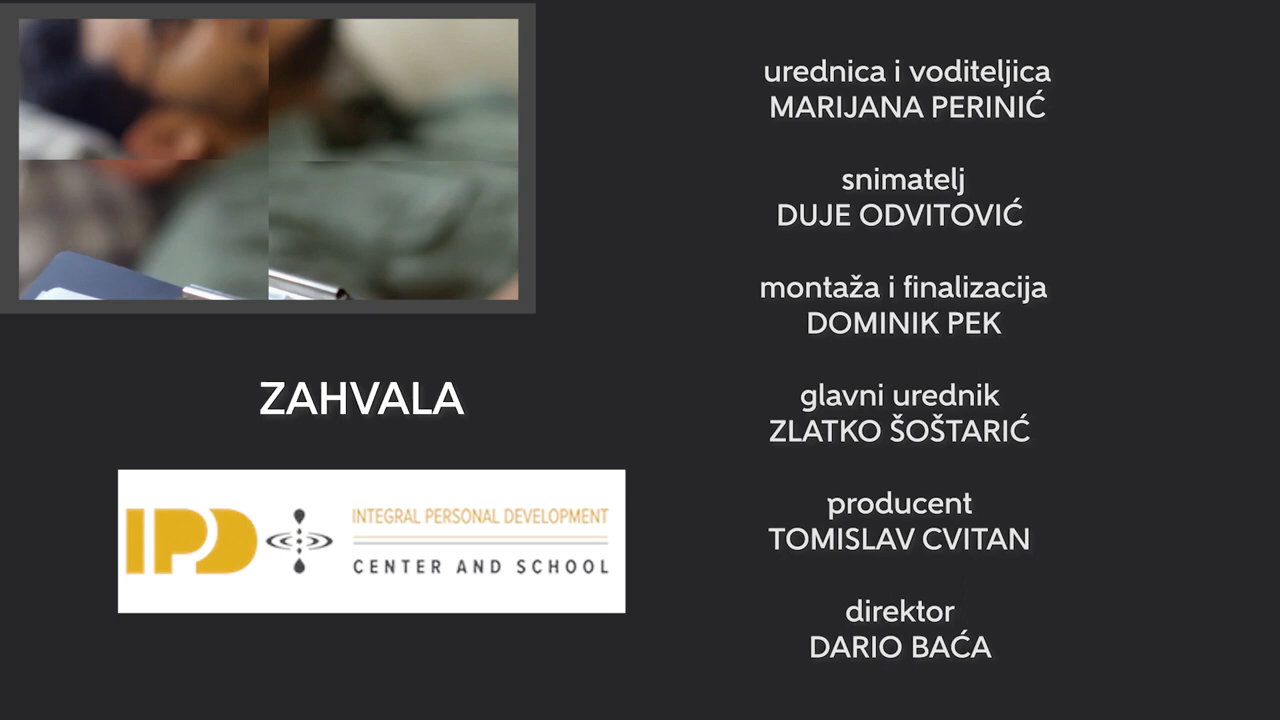 ZAHVALA
IPD
INTEGRAL PERSONAL DEVELOPMENT
CENTER AND SCHOOL
urednica i voditeljica
MARIJANA PERINIĆ
snimatelj
DUJE ODVITOVIĆ
montaža i finalizacija
DOMINIK PEK
glavni urednik
ZLATKO ŠOŠTARIĆ
producent
TOMISLAV CVITAN
direktor
DARIO BAĆA